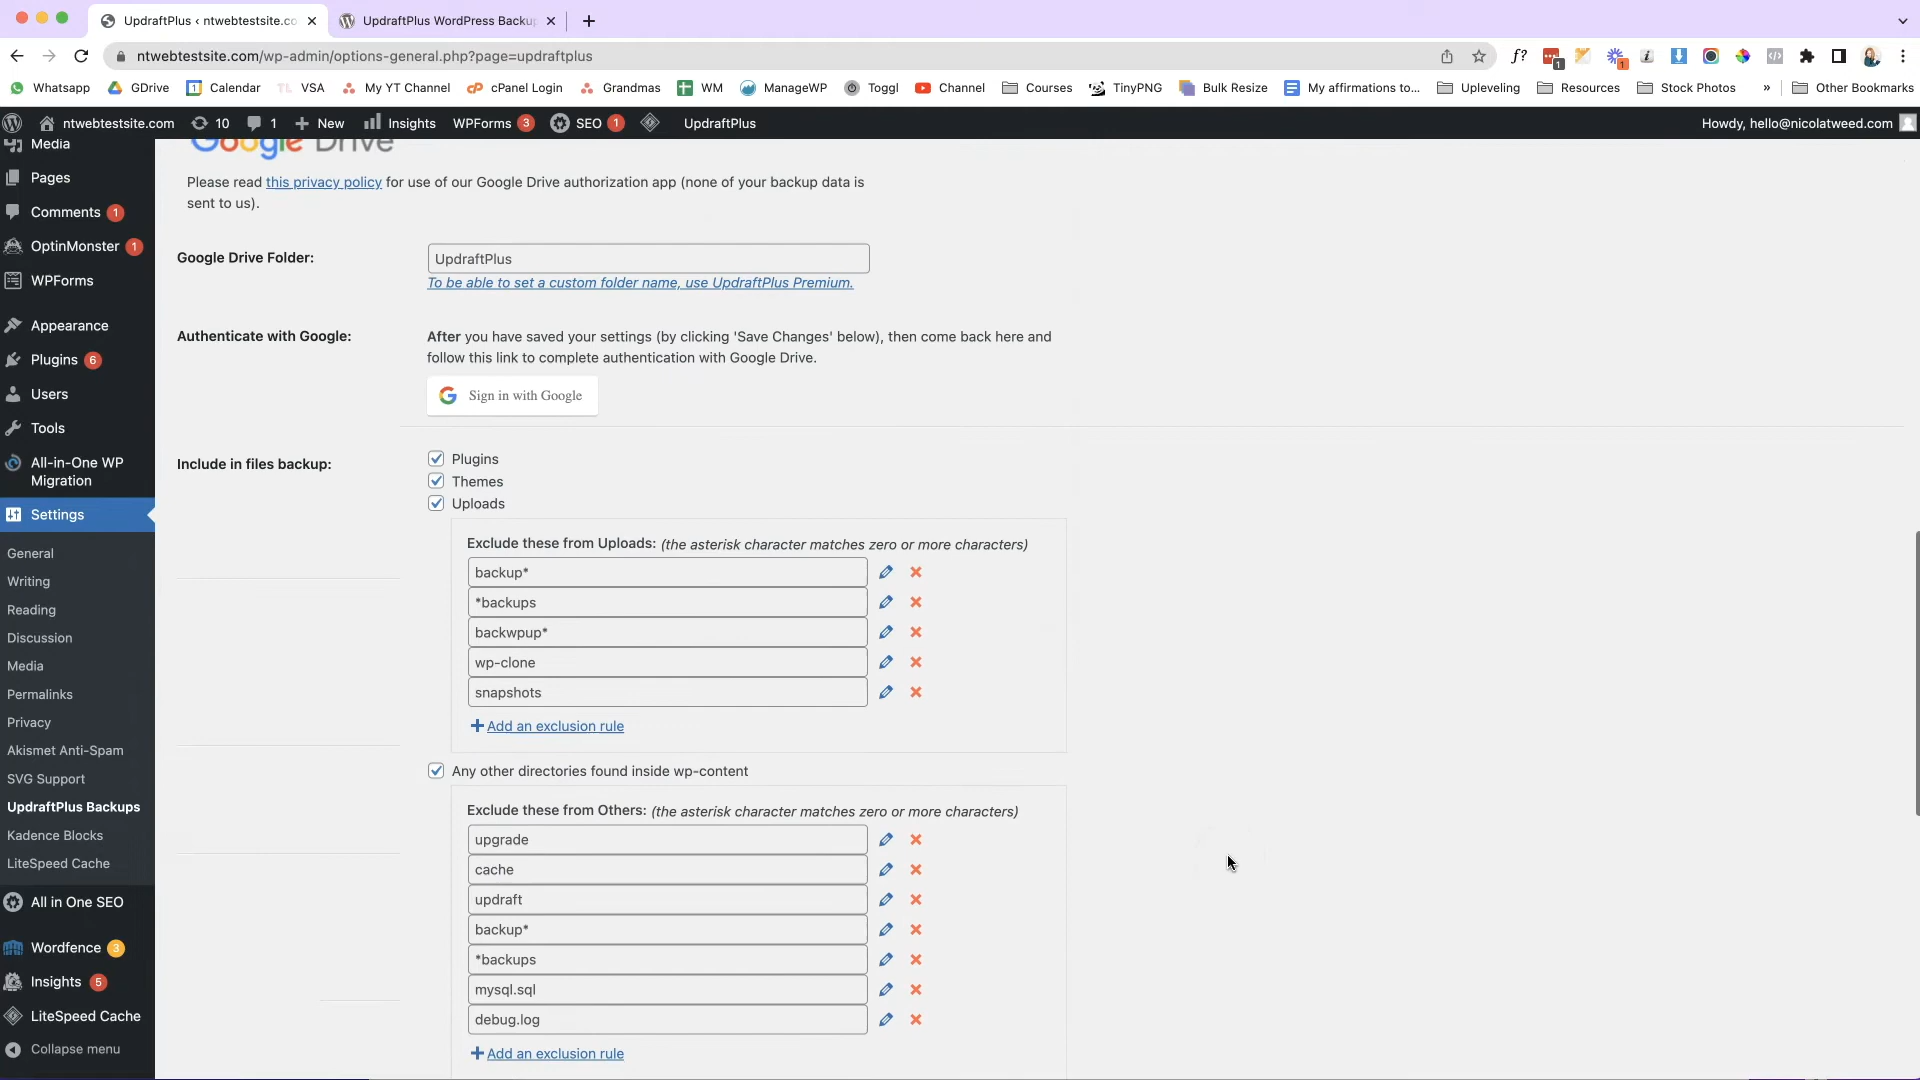 UpdraftPlus ‹ ntwebtestsite.co
UpdraftPlus WordPress Backup
ntwebtestsite.com/wp-admin/options-general.php?page=updraftplus
f?
1
1
Whatsapp
GDrive
Calendar
VSA
My YT Channel
cPanel Login
Grandmas
WM
ManageWP
Toggl
Channel
Courses
TinyPNG
Bulk Resize
My affirmations to...
Upleveling
Resources
Stock Photos
»
Other Bookmarks
ntwebtestsite.com
10
1
New
Insights
WPForms 3
SEO 1
UpdraftPlus
Howdy, hello@nicolatweed.com
Media
Pages
Comments 1
OptinMonster 1
WPForms
Appearance
Plugins 6
Users
Tools
All-in-One WP
Migration
Settings
General
Writing
Reading
Discussion
Media
Permalinks
Privacy
Akismet Anti-Spam
SVG Support
UpdraftPlus Backups
Kadence Blocks
LiteSpeed Cache
All in One SEO
Wordfence 3
Insights 5
LiteSpeed Cache
Collapse menu
Google Drive
Please read this privacy policy for use of our Google Drive authorization app (none of your backup data is
sent to us).
Google Drive Folder:
UpdraftPlus
To be able to set a custom folder name, use UpdraftPlus Premium.
Authenticate with Google:
After you have saved your settings (by clicking 'Save Changes' below), then come back here and
follow this link to complete authentication with Google Drive.
Sign in with Google
Include in files backup:
Plugins
Themes
Uploads
Exclude these from Uploads: (the asterisk character matches zero or more characters)
backup*
*backups
backwpup*
wp-clone
snapshots
Add an exclusion rule
Any other directories found inside wp-content
Exclude these from Others: (the asterisk character matches zero or more characters)
upgrade
cache
updraft
backup*
*backups
mysql.sql
debug.log
Add an exclusion rule